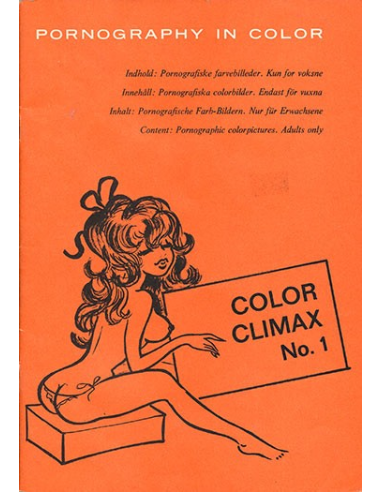 PORNOGRAPHY IN COLOR
Indhold: Pornografiske farvebilleder. Kun for voksne
Innehåll: Pornografiska colorbilder. Endast för vuxna
Inhalt: Pornografische Farb-Bildern. Nur für Erwachsene
Content: Pornographic colorpictures. Adults only
COLOR
CLIMAX
No. 1